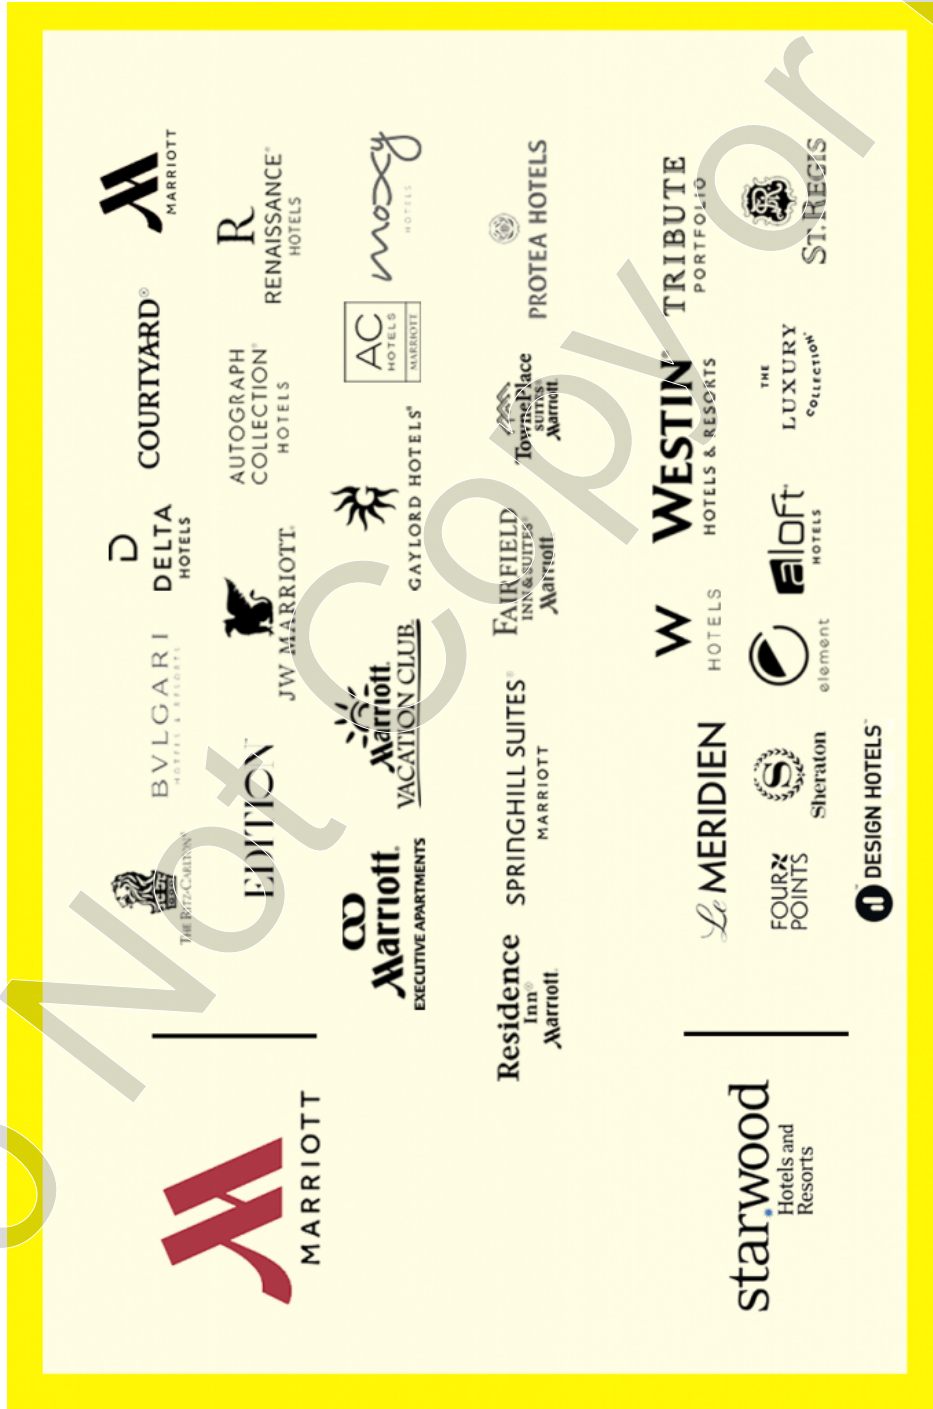 MARRIOTT
THE RITZ-CARLTON®
BVLGARI
HOTELS & RESORTS
DELTA
HOTELS
COURTYARD®
MARRIOTT
EDITION
JW MARRIOTT
AUTOGRAPH
COLLECTION®
HOTELS
R
RENAISSANCE®
HOTELS
Marriott.
EXECUTIVE APARTMENTS
Marriott.
VACATION CLUB.
G
GAYLORD HOTELS®
AC
HOTELS
MARRIOTT
moxy
HOTELS
Residence
Inn®
Marriott.
SPRINGHILL SUITES®
MARRIOTT
FAIRFIELD
INN & SUITES®
Marriott
TownePlace
SUITES®
Marriott
PROTEA HOTELS
starwood
Hotels and
Resorts
Le MERIDIEN
W
HOTELS
WESTIN®
HOTELS & RESORTS
TRIBUTE
PORTFOLIO
FOUR
POINTS
S
Sheraton
element
aloft
HOTELS
THE
LUXURY
COLLECTION®
ST. REGIS
DESIGN HOTELS™
Not Copy or